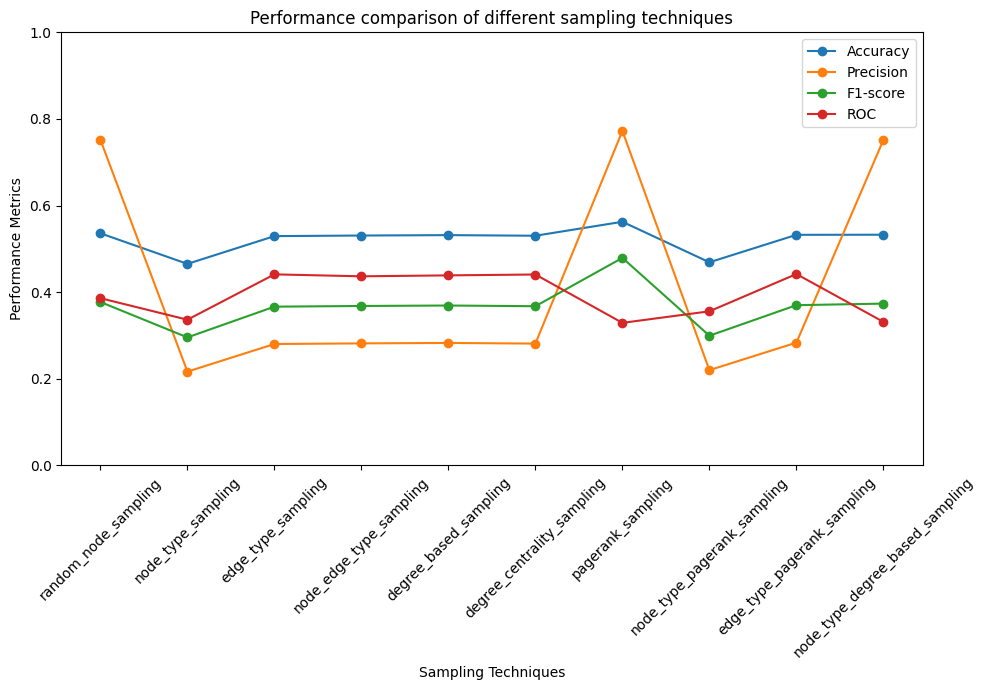 Performance comparison of different sampling techniques
Performance Metrics
1.0
0.8
0.6
0.4
0.2
0.0
Accuracy
Precision
F1-score
ROC
random_node_sampling
node_type_sampling
edge_type_sampling
node_edge_type_sampling
degree_based_sampling
degree_centrality_sampling
pagerank_sampling
node_type_pagerank_sampling
edge_type_pagerank_sampling
node_type_degree_based_sampling
Sampling Techniques